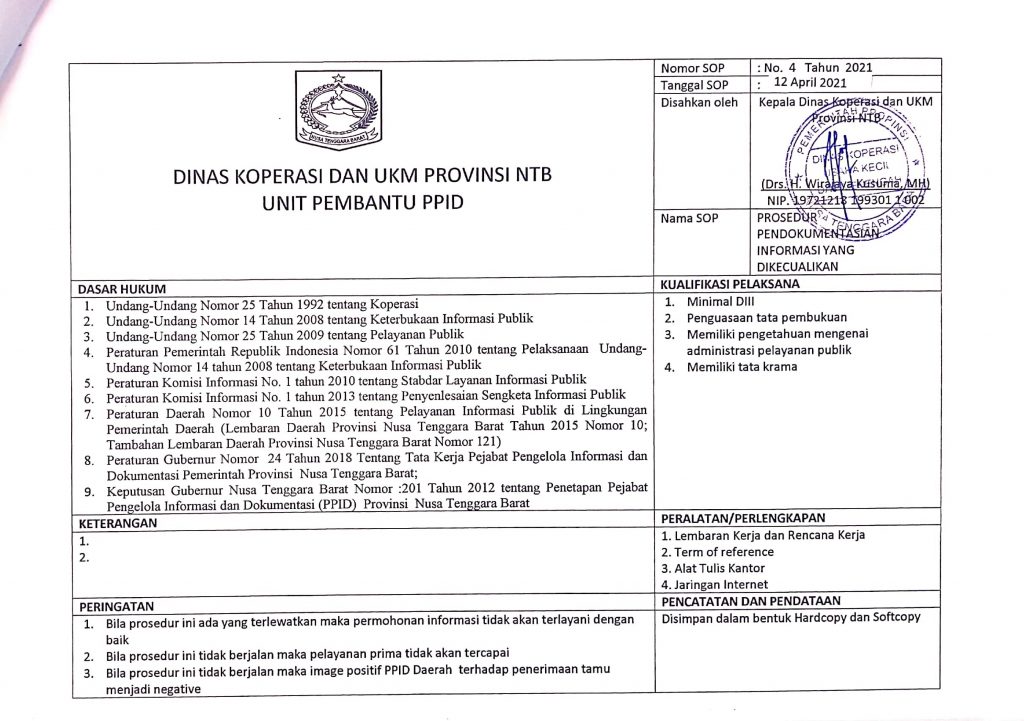 NUSA TENGGARA BARAT
DINAS KOPERASI DAN UKM PROVINSI NTB
UNIT PEMBANTU PPID
Nomor SOP : No. 4 Tahun 2021
Tanggal SOP : 12 April 2021
Disahkan oleh Kepala Dinas Koperasi dan UKM
Provinsi NTB
PEMERINTAH PROPINSI
DINAS KOPERASI
KECIL
TENGGARA BARAT
(Drs. H. Wirajaya Kusuma, MH)
NIP. 19721218 199301 1 002
Nama SOP PROSEDUR
PENDOKUMENTASIAN
INFORMASI YANG
DIKECUALIKAN
DASAR HUKUM
1. Undang-Undang Nomor 25 Tahun 1992 tentang Koperasi
2. Undang-Undang Nomor 14 Tahun 2008 tentang Keterbukaan Informasi Publik
3. Undang-Undang Nomor 25 Tahun 2009 tentang Pelayanan Publik
4. Peraturan Pemerintah Republik Indonesia Nomor 61 Tahun 2010 tentang Pelaksanaan Undang-
Undang Nomor 14 tahun 2008 tentang Keterbukaan Informasi Publik
5. Peraturan Komisi Informasi No. 1 tahun 2010 tentang Stabdar Layanan Informasi Publik
6. Peraturan Komisi Informasi No. 1 tahun 2013 tentang Penyenlesaian Sengketa Informasi Publik
7. Peraturan Daerah Nomor 10 Tahun 2015 tentang Pelayanan Informasi Publik di Lingkungan
Pemerintah Daerah (Lembaran Daerah Provinsi Nusa Tenggara Barat Tahun 2015 Nomor 10;
Tambahan Lembaran Daerah Provinsi Nusa Tenggara Barat Nomor 121)
8. Peraturan Gubernur Nomor 24 Tahun 2018 Tentang Tata Kerja Pejabat Pengelola Informasi dan
Dokumentasi Pemerintah Provinsi Nusa Tenggara Barat;
9. Keputusan Gubernur Nusa Tenggara Barat Nomor :201 Tahun 2012 tentang Penetapan Pejabat
Pengelola Informasi dan Dokumentasi (PPID) Provinsi Nusa Tenggara Barat
KUALIFIKASI PELAKSANA
1. Minimal DIII
2. Penguasaan tata pembukuan
3. Memiliki pengetahuan mengenai
administrasi pelayanan publik
4. Memiliki tata krama
KETERANGAN
1.
2.
PERALATAN/PERLENGKAPAN
1. Lembaran Kerja dan Rencana Kerja
2. Term of reference
3. Alat Tulis Kantor
4. Jaringan Internet
PERINGATAN
1. Bila prosedur ini ada yang terlewatkan maka permohonan informasi tidak akan terlayani dengan
baik
2. Bila prosedur ini tidak berjalan maka pelayanan prima tidak akan tercapai
3. Bila prosedur ini tidak berjalan maka image positif PPID Daerah terhadap penerimaan tamu
menjadi negative
PENCATATAN DAN PENDATAAN
Disimpan dalam bentuk Hardcopy dan Softcopy